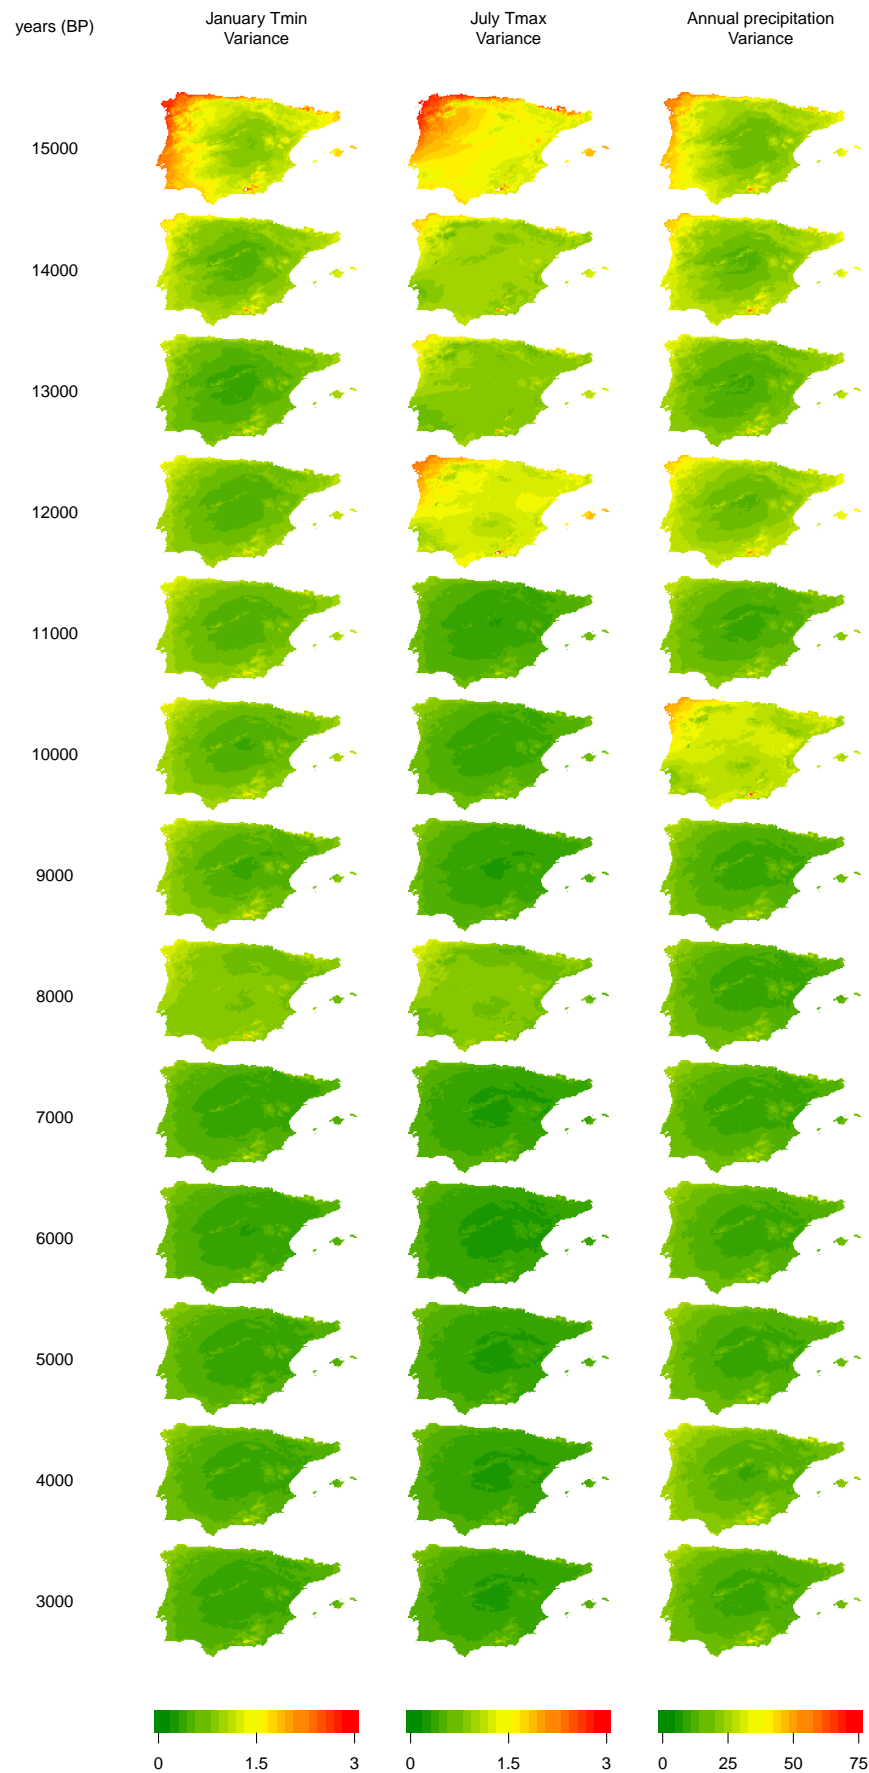 years (BP)
January Tmin
Variance
July Tmax
Variance
Annual precipitation
Variance
15000
14000
13000
12000
11000
10000
9000
8000
7000
6000
5000
4000
3000
0 1.5 3
0 1.5 3
0 25 50 75